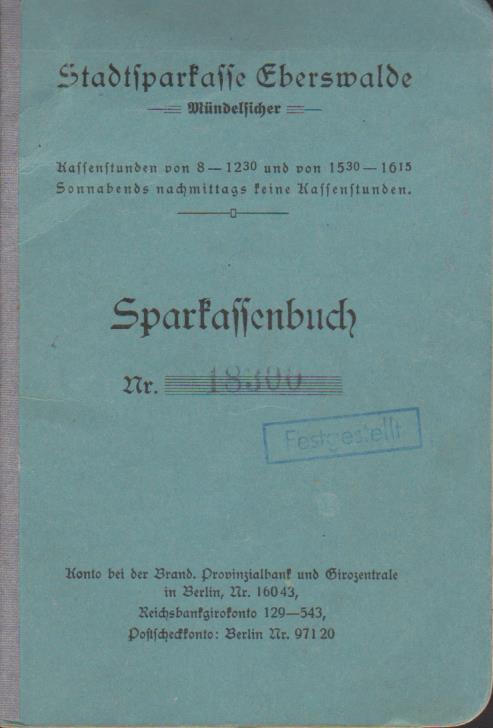 Stadtsparkasse Eberswalde
Mündelsicher
Kassenstunden von 8—12³⁰ und von 15³⁰—16¹⁵
Sonnabends nachmittags keine Kassenstunden.
Sparkassenbuch
Nr. 18300
Festgestellt
Konto bei der Brand. Provinzialbank und Girozentrale
in Berlin, Nr. 16043,
Reichsbankgirokonto 129—543,
Postscheckkonto: Berlin Nr. 97120